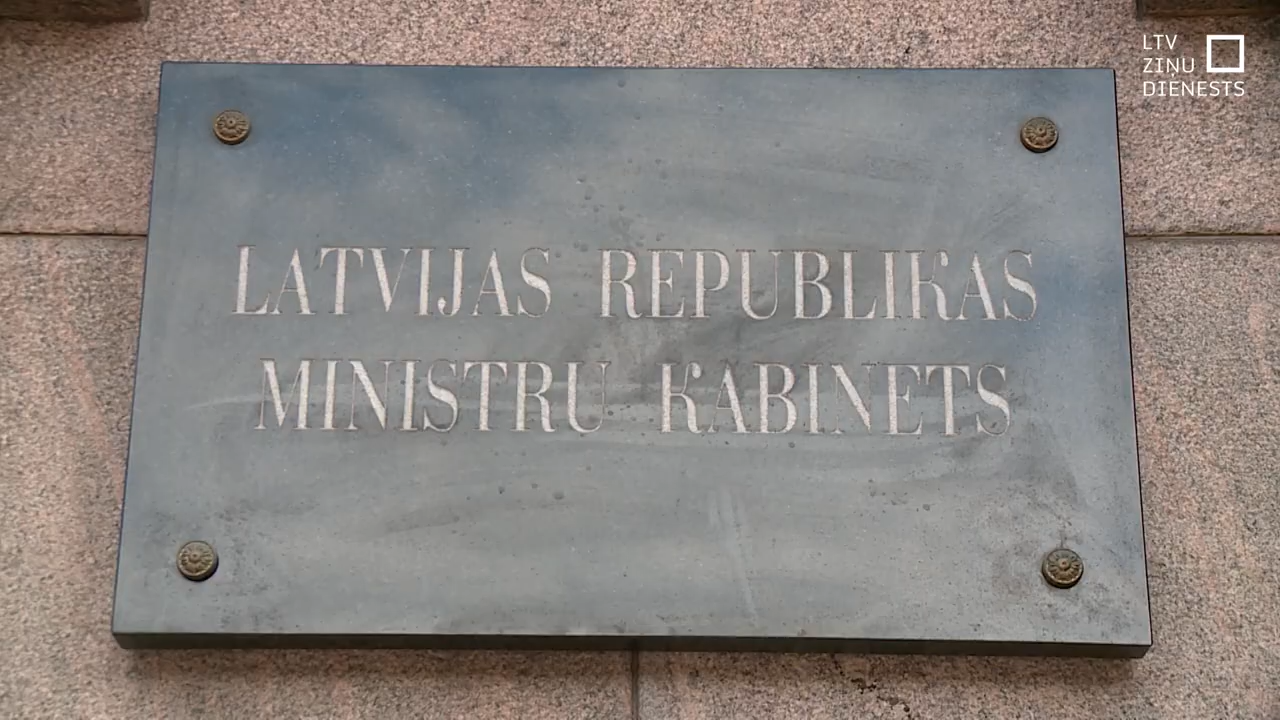 LTV
ZIŅU
DIENESTS
LATVIJAS REPUBLIKAS
MINISTRU KABINETS